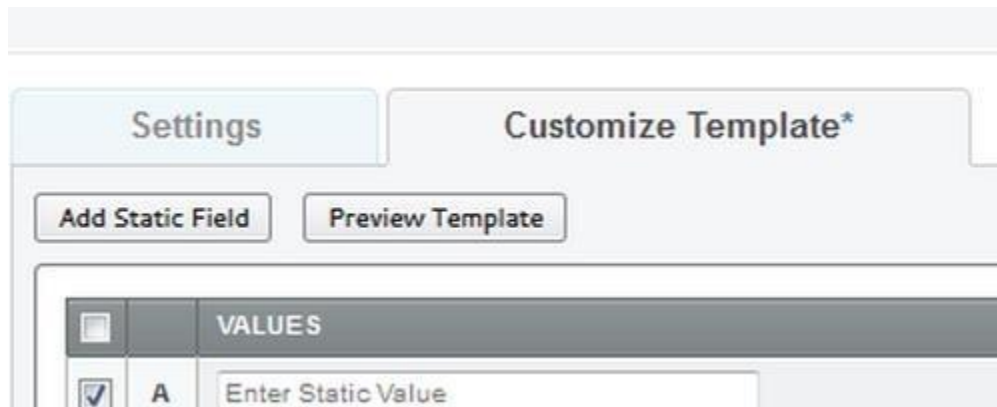 Settings Customize Template*
Add Static Field Preview Template
VALUES
A Enter Static Value